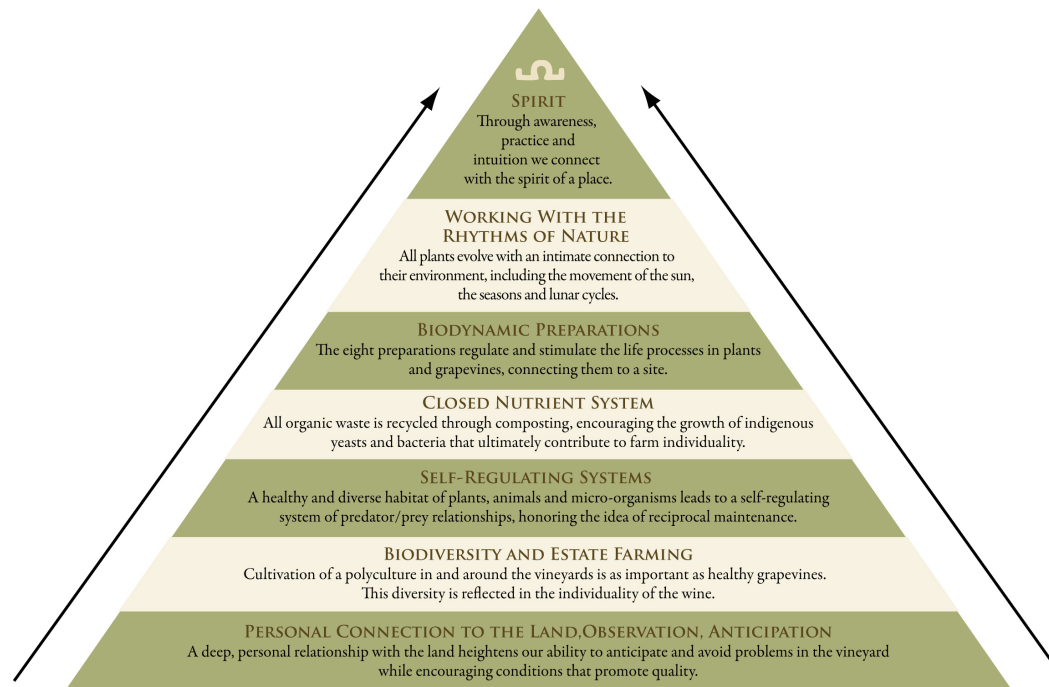 Spirit
Through awareness,
practice and
intuition we connect
with the spirit of a place.
Working With the
Rhythms of Nature
All plants evolve with an intimate connection to
their environment, including the movement of the sun,
the seasons and lunar cycles.
Biodynamic Preparations
The eight preparations regulate and stimulate the life processes in plants
and grapevines, connecting them to a site.
Closed Nutrient System
All organic waste is recycled through composting, encouraging the growth of indigenous
yeasts and bacteria that ultimately contribute to farm individuality.
Self-Regulating Systems
A healthy and diverse habitat of plants, animals and micro-organisms leads to a self-regulating
system of predator/prey relationships, honoring the idea of reciprocal maintenance.
Biodiversity and Estate Farming
Cultivation of a polyculture in and around the vineyards is as important as healthy grapevines.
This diversity is reflected in the individuality of the wine.
Personal Connection to the Land,Observation, Anticipation
A deep, personal relationship with the land heightens our ability to anticipate and avoid problems in the vineyard
while encouraging conditions that promote quality.